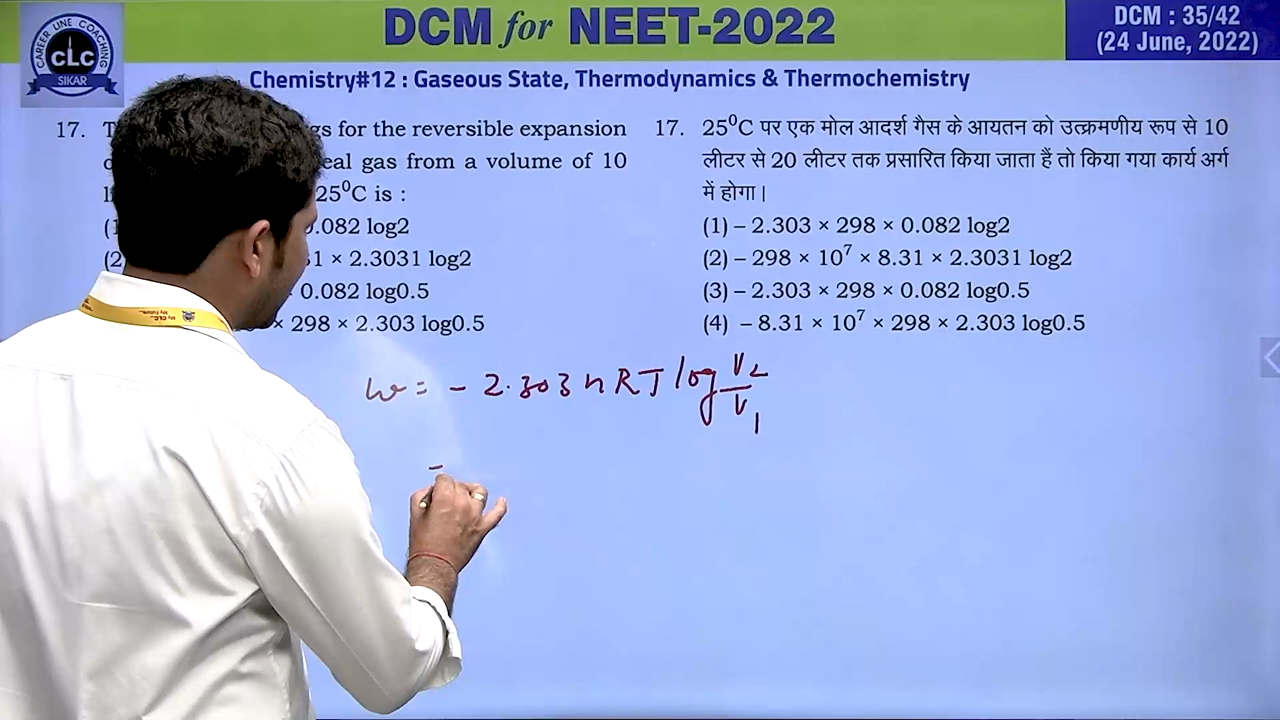 DCM for NEET-2022
DCM : 35/42
(24 June, 2022)
CAREER LINE COACHING
CLC
SIKAR
Chemistry#12 : Gaseous State, Thermodynamics & Thermochemistry
17. gs for the reversible expansion
eal gas from a volume of 10
25⁰C is :
.082 log2
31 × 2.3031 log2
0.082 log0.5
× 298 × 2.303 log0.5
17. 25⁰C पर एक मोल आदर्श गैस के आयतन को उत्क्रमणीय रूप से 10
लीटर से 20 लीटर तक प्रसारित किया जाता हैं तो किया गया कार्य अर्ग
में होगा।
(1) – 2.303 × 298 × 0.082 log2
(2) – 298 × 10⁷ × 8.31 × 2.3031 log2
(3) – 2.303 × 298 × 0.082 log0.5
(4) – 8.31 × 10⁷ × 298 × 2.303 log0.5
w = - 2.303 n R T log V₂/V₁
-